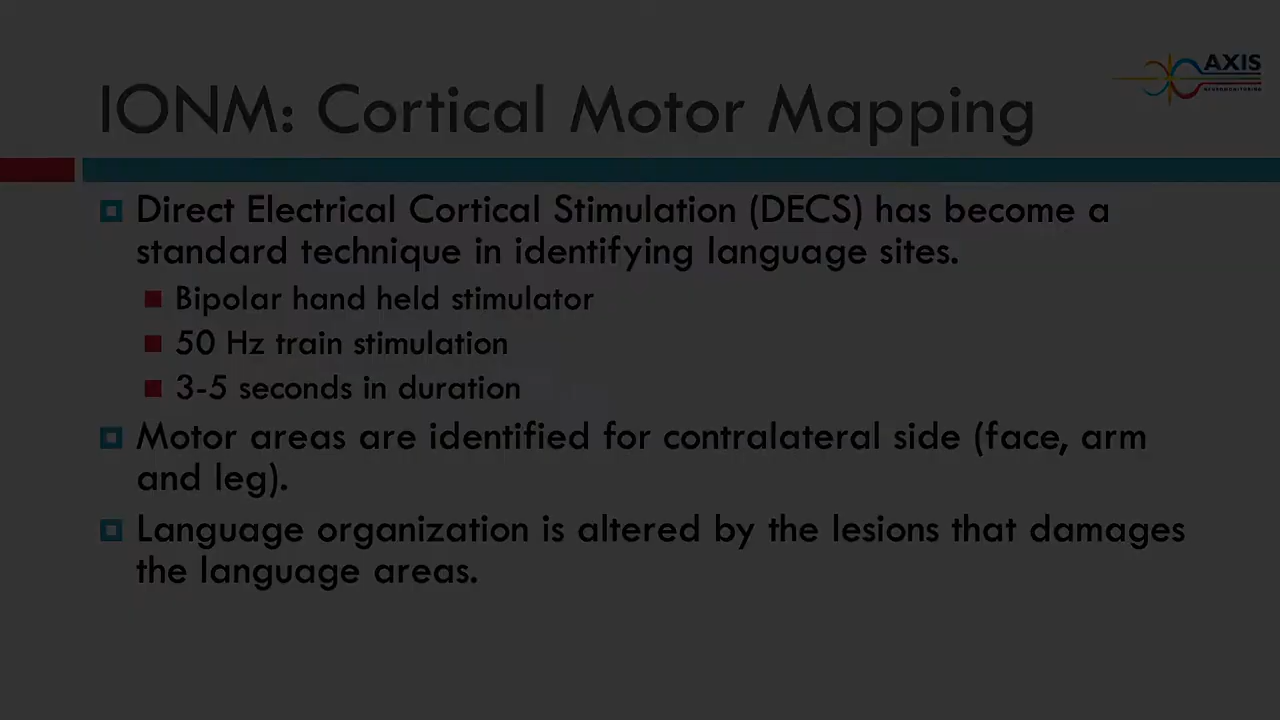 AXIS
NEUROMONITORING
IONM: Cortical Motor Mapping
Direct Electrical Cortical Stimulation (DECS) has become a
standard technique in identifying language sites.
Bipolar hand held stimulator
50 Hz train stimulation
3-5 seconds in duration
Motor areas are identified for contralateral side (face, arm
and leg).
Language organization is altered by the lesions that damages
the language areas.